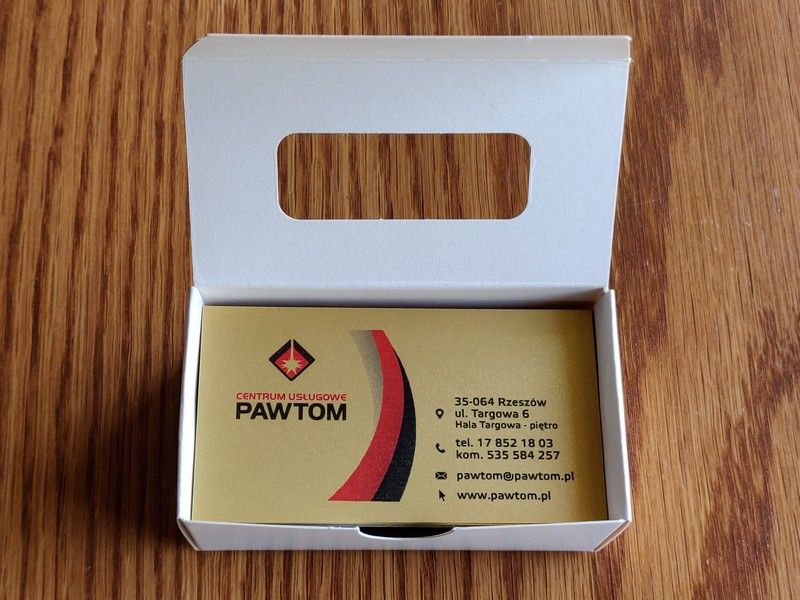 CENTRUM USŁUGOWE
PAWTOM
35-064 Rzeszów
ul. Targowa 6
Hala Targowa - piętro
tel. 17 852 18 03
kom. 535 584 257
pawtom@pawtom.pl
www.pawtom.pl